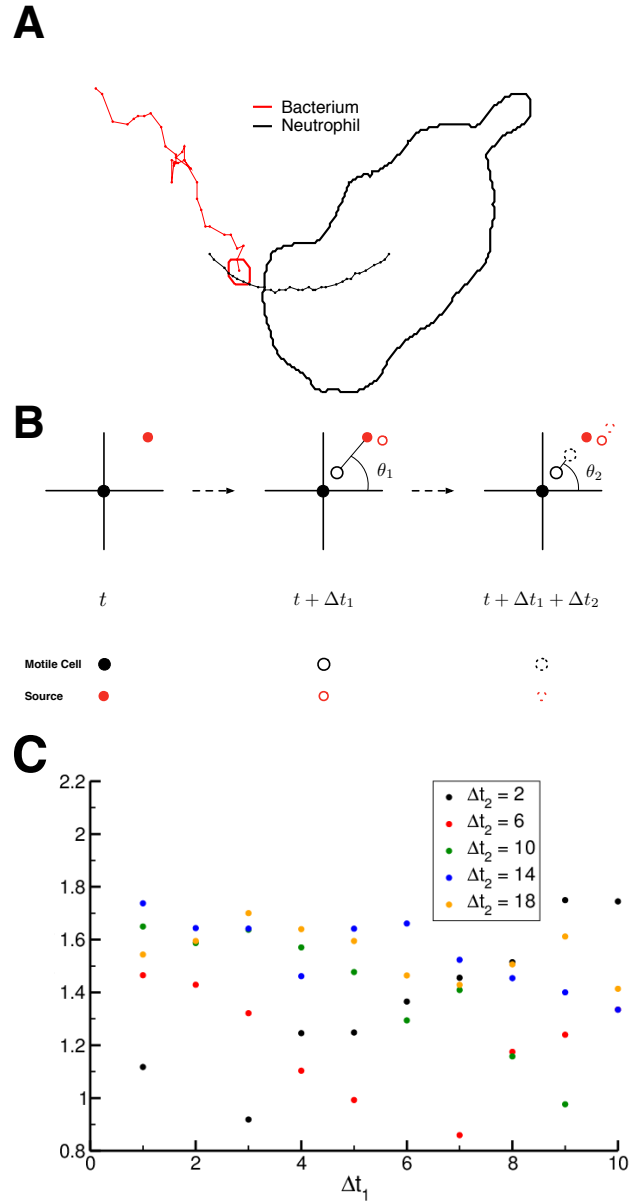 A
Bacterium
Neutrophil
B
θ₁
θ₂
t
t + Δt₁
t + Δt₁ + Δt₂
Motile Cell
Source
C
2.2
2
1.8
1.6
1.4
1.2
1
0.8
Δt₂ = 2
Δt₂ = 6
Δt₂ = 10
Δt₂ = 14
Δt₂ = 18
0 2 4 6 8 10
Δt₁